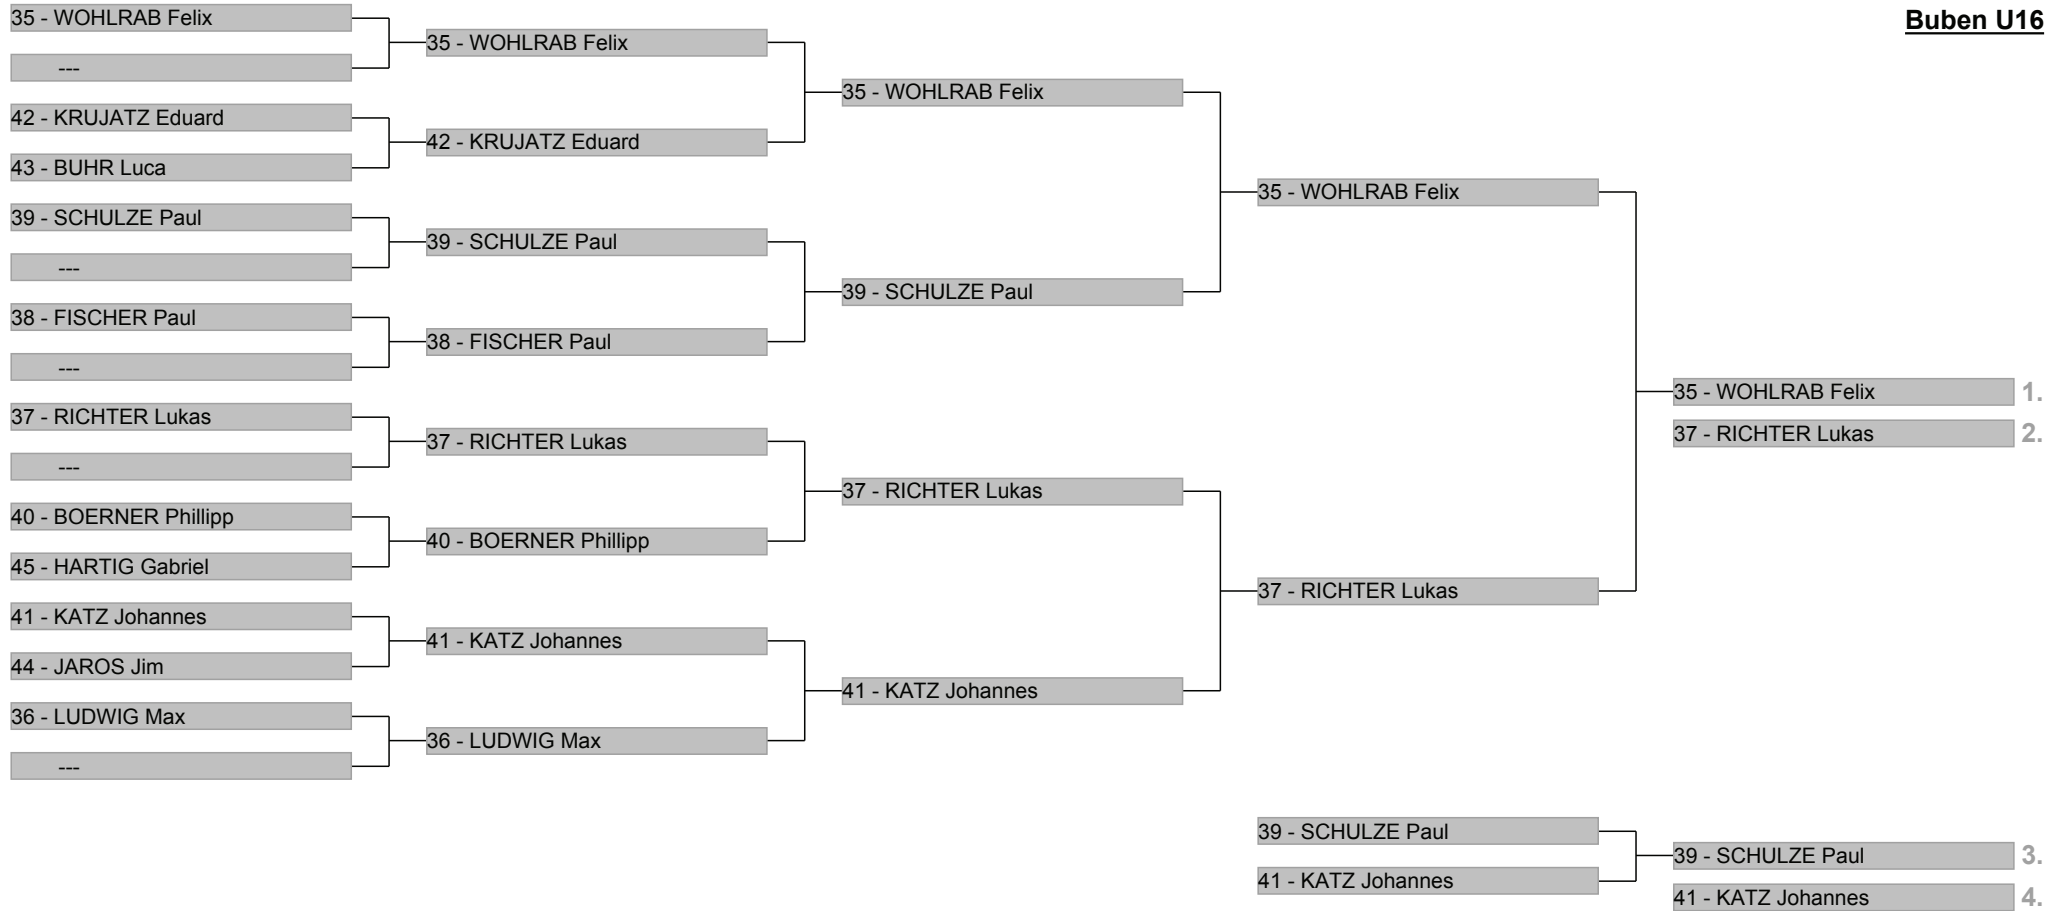 Buben U16
35 - WOHLRAB Felix
---
42 - KRUJATZ Eduard
43 - BUHR Luca
39 - SCHULZE Paul
---
38 - FISCHER Paul
---
37 - RICHTER Lukas
---
40 - BOERNER Phillipp
45 - HARTIG Gabriel
41 - KATZ Johannes
44 - JAROS Jim
36 - LUDWIG Max
---
35 - WOHLRAB Felix
42 - KRUJATZ Eduard
39 - SCHULZE Paul
38 - FISCHER Paul
37 - RICHTER Lukas
40 - BOERNER Phillipp
41 - KATZ Johannes
36 - LUDWIG Max
35 - WOHLRAB Felix
39 - SCHULZE Paul
37 - RICHTER Lukas
41 - KATZ Johannes
35 - WOHLRAB Felix
37 - RICHTER Lukas
35 - WOHLRAB Felix 1.
37 - RICHTER Lukas 2.
39 - SCHULZE Paul
41 - KATZ Johannes
39 - SCHULZE Paul 3.
41 - KATZ Johannes 4.